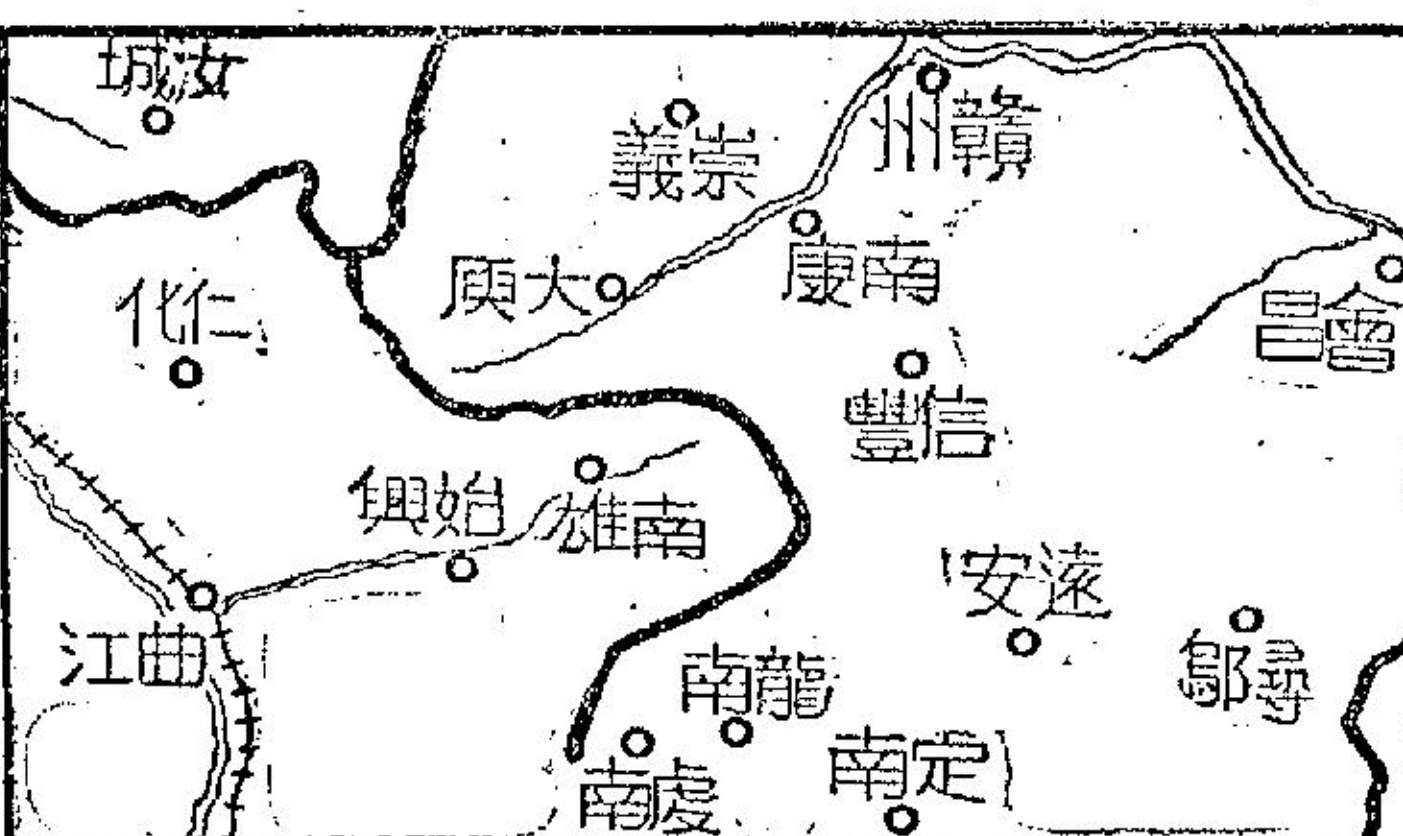 汝城
崇義
贛州
南康
大庾
仁化
會昌
信豐
始興
南雄
安遠
曲江
龍南
尋鄒
定南
虔南